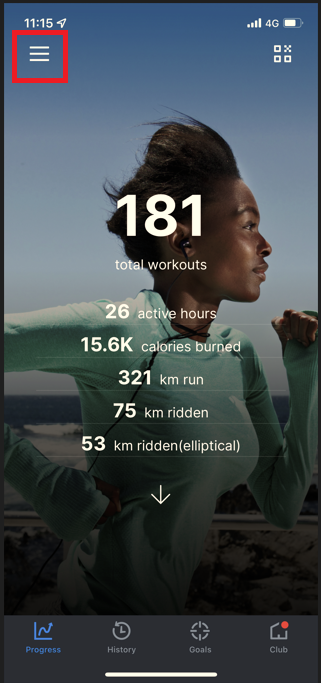 11:15 4G
181
total workouts
26 active hours
15.6K calories burned
321 km run
75 km ridden
53 km ridden(elliptical)
Progress History Goals Club